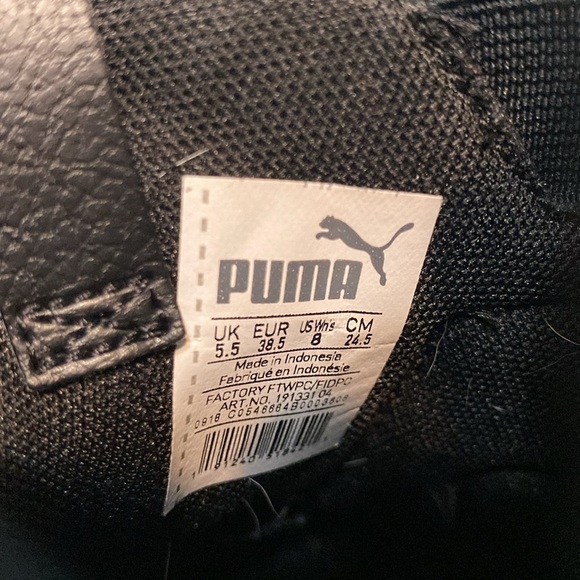 PUMA
UK EUR US Wn's CM
5.5 38.5 8 24.5
Made in Indonesia
Fabriqué en Indonésie
FACTORY FTWPC/FIDPC
ART.NO. 191331 04
0918